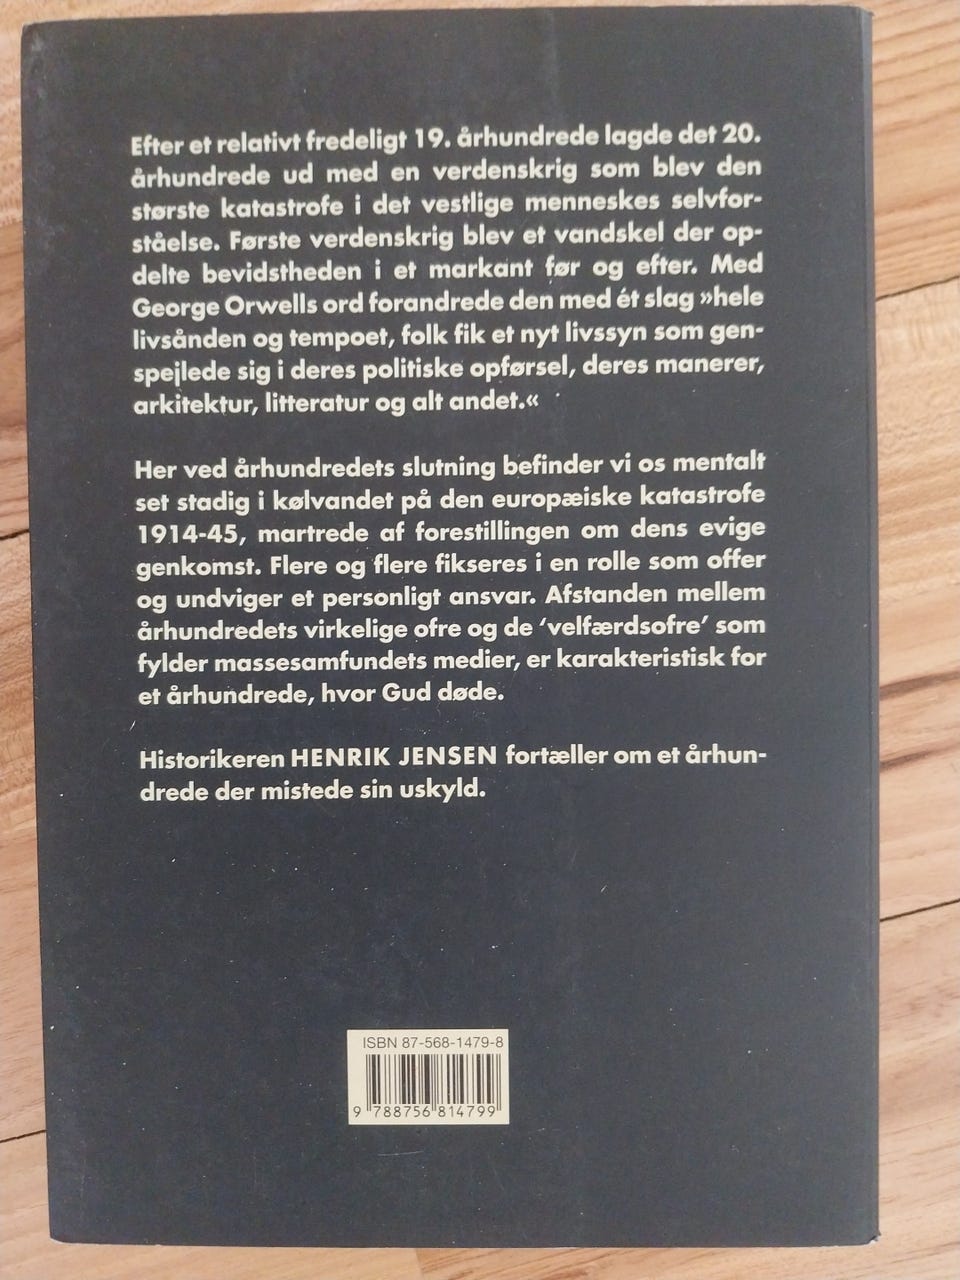 Efter et relativt fredeligt 19. århundrede lagde det 20.
århundrede ud med en verdenskrig som blev den
største katastrofe i det vestlige menneskes selvfor-
ståelse. Første verdenskrig blev et vandskel der op-
delte bevidstheden i et markant før og efter. Med
George Orwells ord forandrede den med ét slag »hele
livsånden og tempoet, folk fik et nyt livssyn som gen-
spejlede sig i deres politiske opførsel, deres manerer,
arkitektur, litteratur og alt andet.«
Her ved århundredets slutning befinder vi os mentalt
set stadig i kølvandet på den europæiske katastrofe
1914-45, martrede af forestillingen om dens evige
genkomst. Flere og flere fikseres i en rolle som offer
og undviger et personligt ansvar. Afstanden mellem
århundredets virkelige ofre og de ‘velfærdsofre’ som
fylder massesamfundets medier, er karakteristisk for
et århundrede, hvor Gud døde.
Historikeren HENRIK JENSEN fortæller om et århun-
drede der mistede sin uskyld.
ISBN 87-568-1479-8
9 788756 814799